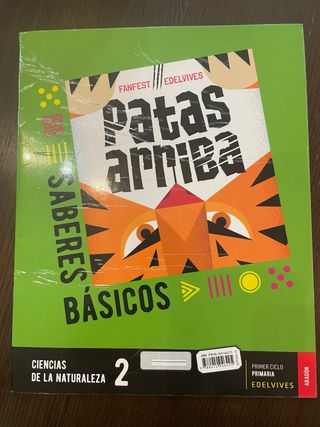 FANFEST EDELVIVES
Patas
arriba
SABERES
BÁSICOS
CIENCIAS
DE LA NATURALEZA 2
PRIMER CICLO
PRIMARIA
EDELVIVES
ARAGÓN